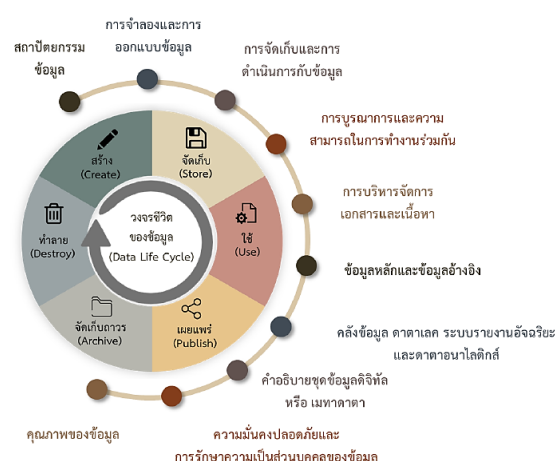 การจำลองและการ
ออกแบบข้อมูล
สถาปัตยกรรม
ข้อมูล
การจัดเก็บและการ
ดำเนินการกับข้อมูล
การบูรณาการและความ
สามารถในการทำงานร่วมกัน
การบริหารจัดการ
เอกสารและเนื้อหา
ข้อมูลหลักและข้อมูลอ้างอิง
คลังข้อมูล ดาตาเลค ระบบรายงานอัจฉริยะ
และดาตาอนาไลติกส์
คำอธิบายชุดข้อมูลดิจิทัล
หรือ เมทาดาตา
ความมั่นคงปลอดภัยและ
การรักษาความเป็นส่วนบุคคลของข้อมูล
คุณภาพของข้อมูล
สร้าง
(Create)
จัดเก็บ
(Store)
ใช้
(Use)
เผยแพร่
(Publish)
จัดเก็บถาวร
(Archive)
ทำลาย
(Destroy)
วงจรชีวิต
ของข้อมูล
(Data Life Cycle)